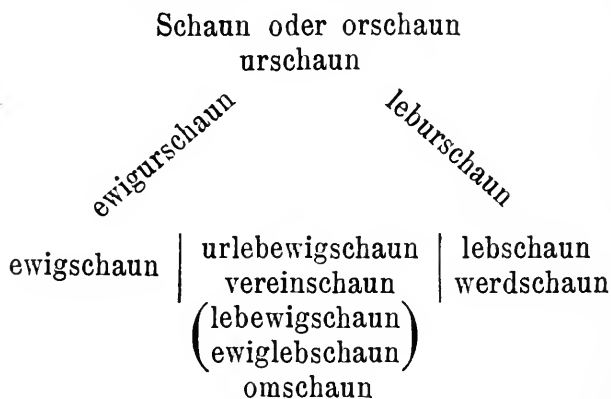 Schaun oder orschaun
urschaun
ewigurschaun
leburschaun
ewigschaun
urlebewigschaun
vereinschaun
(lebewigschaun
ewiglebschaun)
omschaun
lebschaun
werdschaun